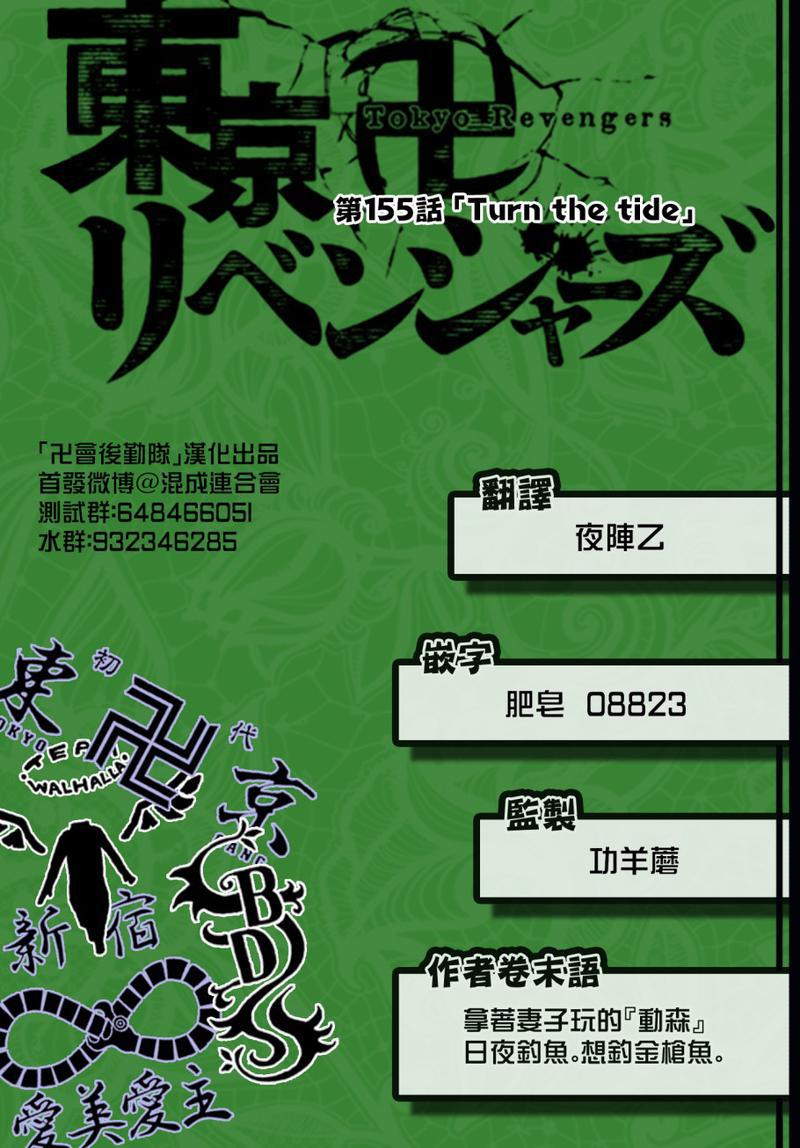 東京卍
Tokyo Revengers
第155話「Turn the tide」
リベンジャーズ
「卍會後勤隊」漢化出品
首發微博@混成連合會
測試群:648466051
水群:932346285
翻譯
夜陣乙
嵌字
肥皂 08823
監製
功羊蘑
作者卷末語
拿著妻子玩的『動森』
日夜釣魚。想釣金槍魚。
初
代
東
卍
京
TOKYO
GANG
WALHALLA
新宿
BD
愛美愛主